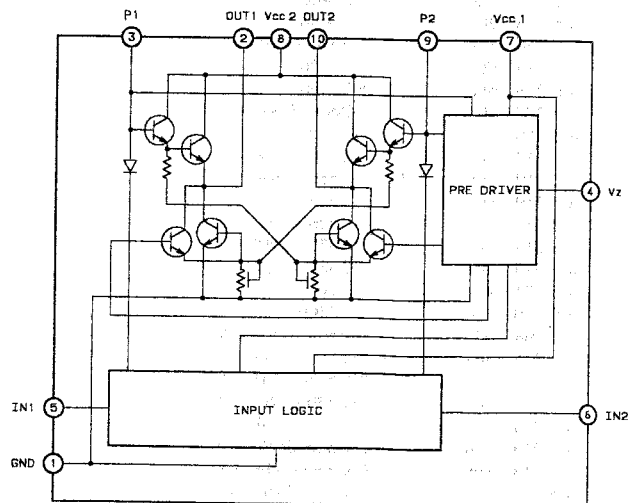 P1 OUT1 Vcc 2 OUT2 P2 Vcc 1
3 2 8 10 9 7
PRE DRIVER
4 Vz
IN1 5
INPUT LOGIC
6 IN2
GND 1